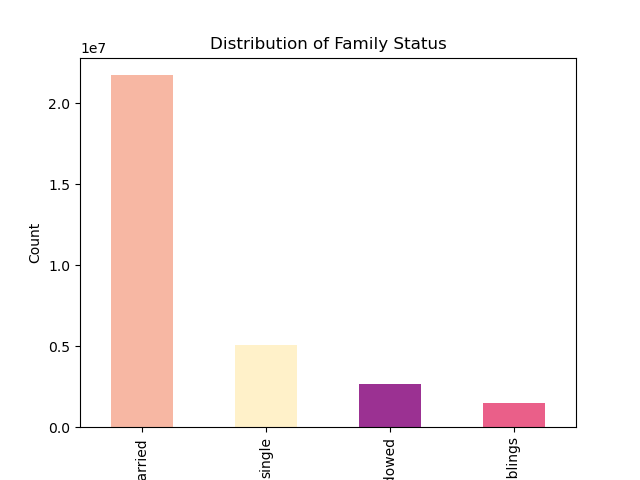 Distribution of Family Status
1e7
Count
2.0
1.5
1.0
0.5
0.0
arried
single
dowed
blings